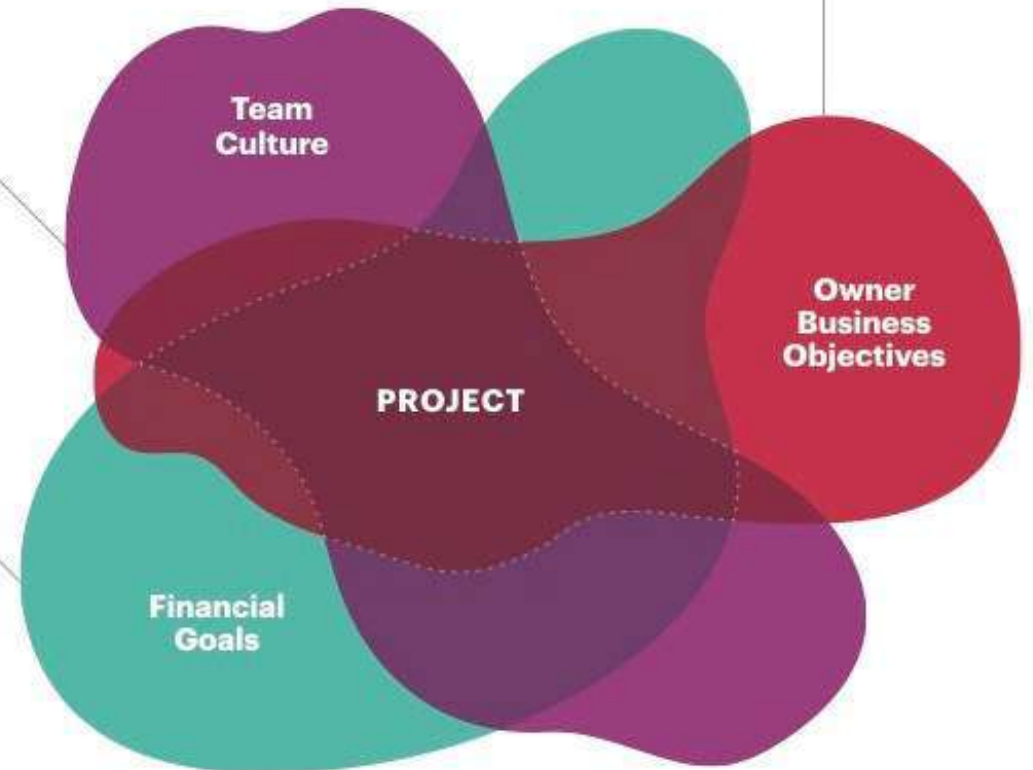 Team
Culture
Owner
Business
Objectives
PROJECT
Financial
Goals